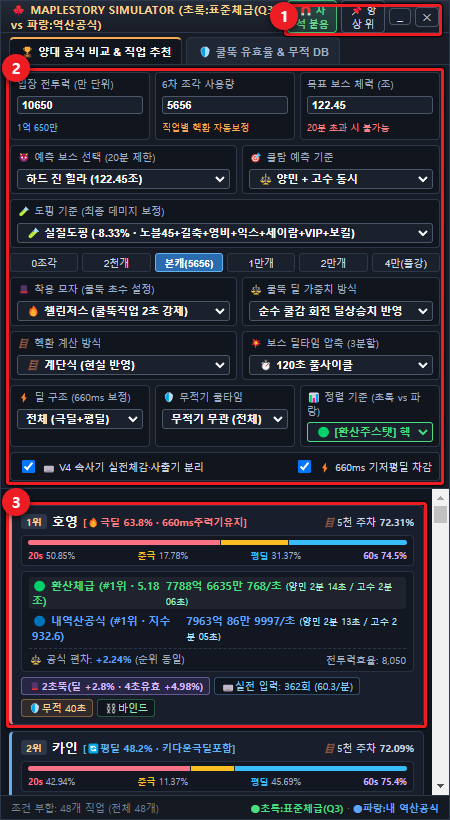 MAPLESTORY SIMULATOR (초록:표준체급(Q3)
vs 파랑:역산공식)
석 붙음
📌 항
상 위
1
🏆 양대 공식 비교 & 직업 추천
🛡️ 쿨뚝 유효율 & 무적 DB
2
입장 전투력 (만 단위)
6차 조각 사용량
목표 보스 체력 (조)
10650
5656
122.45
1억 650만
직업별 핵환 자동보정
20분 초과 시 불가능
👿 예측 보스 선택 (20분 제한)
🎯 클람 예측 기준
하드 진 힐라 (122.45조)
⚖️ 양민 + 고수 동시
🧪 도핑 기준 (최종 데미지 보정)
🧪 실질도핑 (-8.33% · 노블45+길축+영비+익스+세이람+VIP+보킬)
0조각
2천개
본캐(5656)
1만개
2만개
4만(풀강)
착용 모자 (쿨뚝 초수 설정)
⚖️ 쿨뚝 딜 가중치 방식
🔥 챌린저스 (쿨뚝직업 2초 강제)
순수 쿨감 회전 딜상승치 반영
핵환 계산 방식
💥 보스 딜타임 압축 (3분할)
계단식 (현실 반영)
⏱️ 120초 풀사이클
⚡ 딜 구조 (660ms 보정)
🛡️ 무적기 쿨타임
📊 정렬 기준 (초록 vs 파
랑)
전체 (극딜+평딜)
무적기 무관 (전체)
🟢 [환산주스탯] 핵
V4 속사기 실전체감·사출기 분리
⚡ 660ms 기저평딜 차감
3
1위 호영 [🔥극딜 63.8% · 660ms주력기유지]
5천 주차 72.31%
20s 50.85%
준극 17.78%
평딜 31.37%
60s 74.5%
🟢 환산체급 (#1위 · 5.18
조)
7788억 6635만 768/초 (양민 2분 14초 / 고수 2분
06초)
🔵 내역산공식 (#1위 · 지수
932.6)
7963억 86만 9997/초 (양민 2분 13초 / 고수 2
분 05초)
⚖️ 공식 편차: +2.24% (순위 동일)
전투력효율: 8,050
2초뚝(딜 +2.8% · 4초유효 +4.98%)
⌨️실전 입력: 362회 (60.3/분)
🛡️무적 40초
⛓️바인드
2위 카인 [🔄평딜 48.2% · 키다운극딜포함]
5천 주차 72.09%
20s 42.94%
준극 11.37%
평딜 45.69%
60s 75.4%
조건 부합: 48개 직업 (전체 48개)
●초록:표준체급(Q3) · ●파랑:내 역산공식